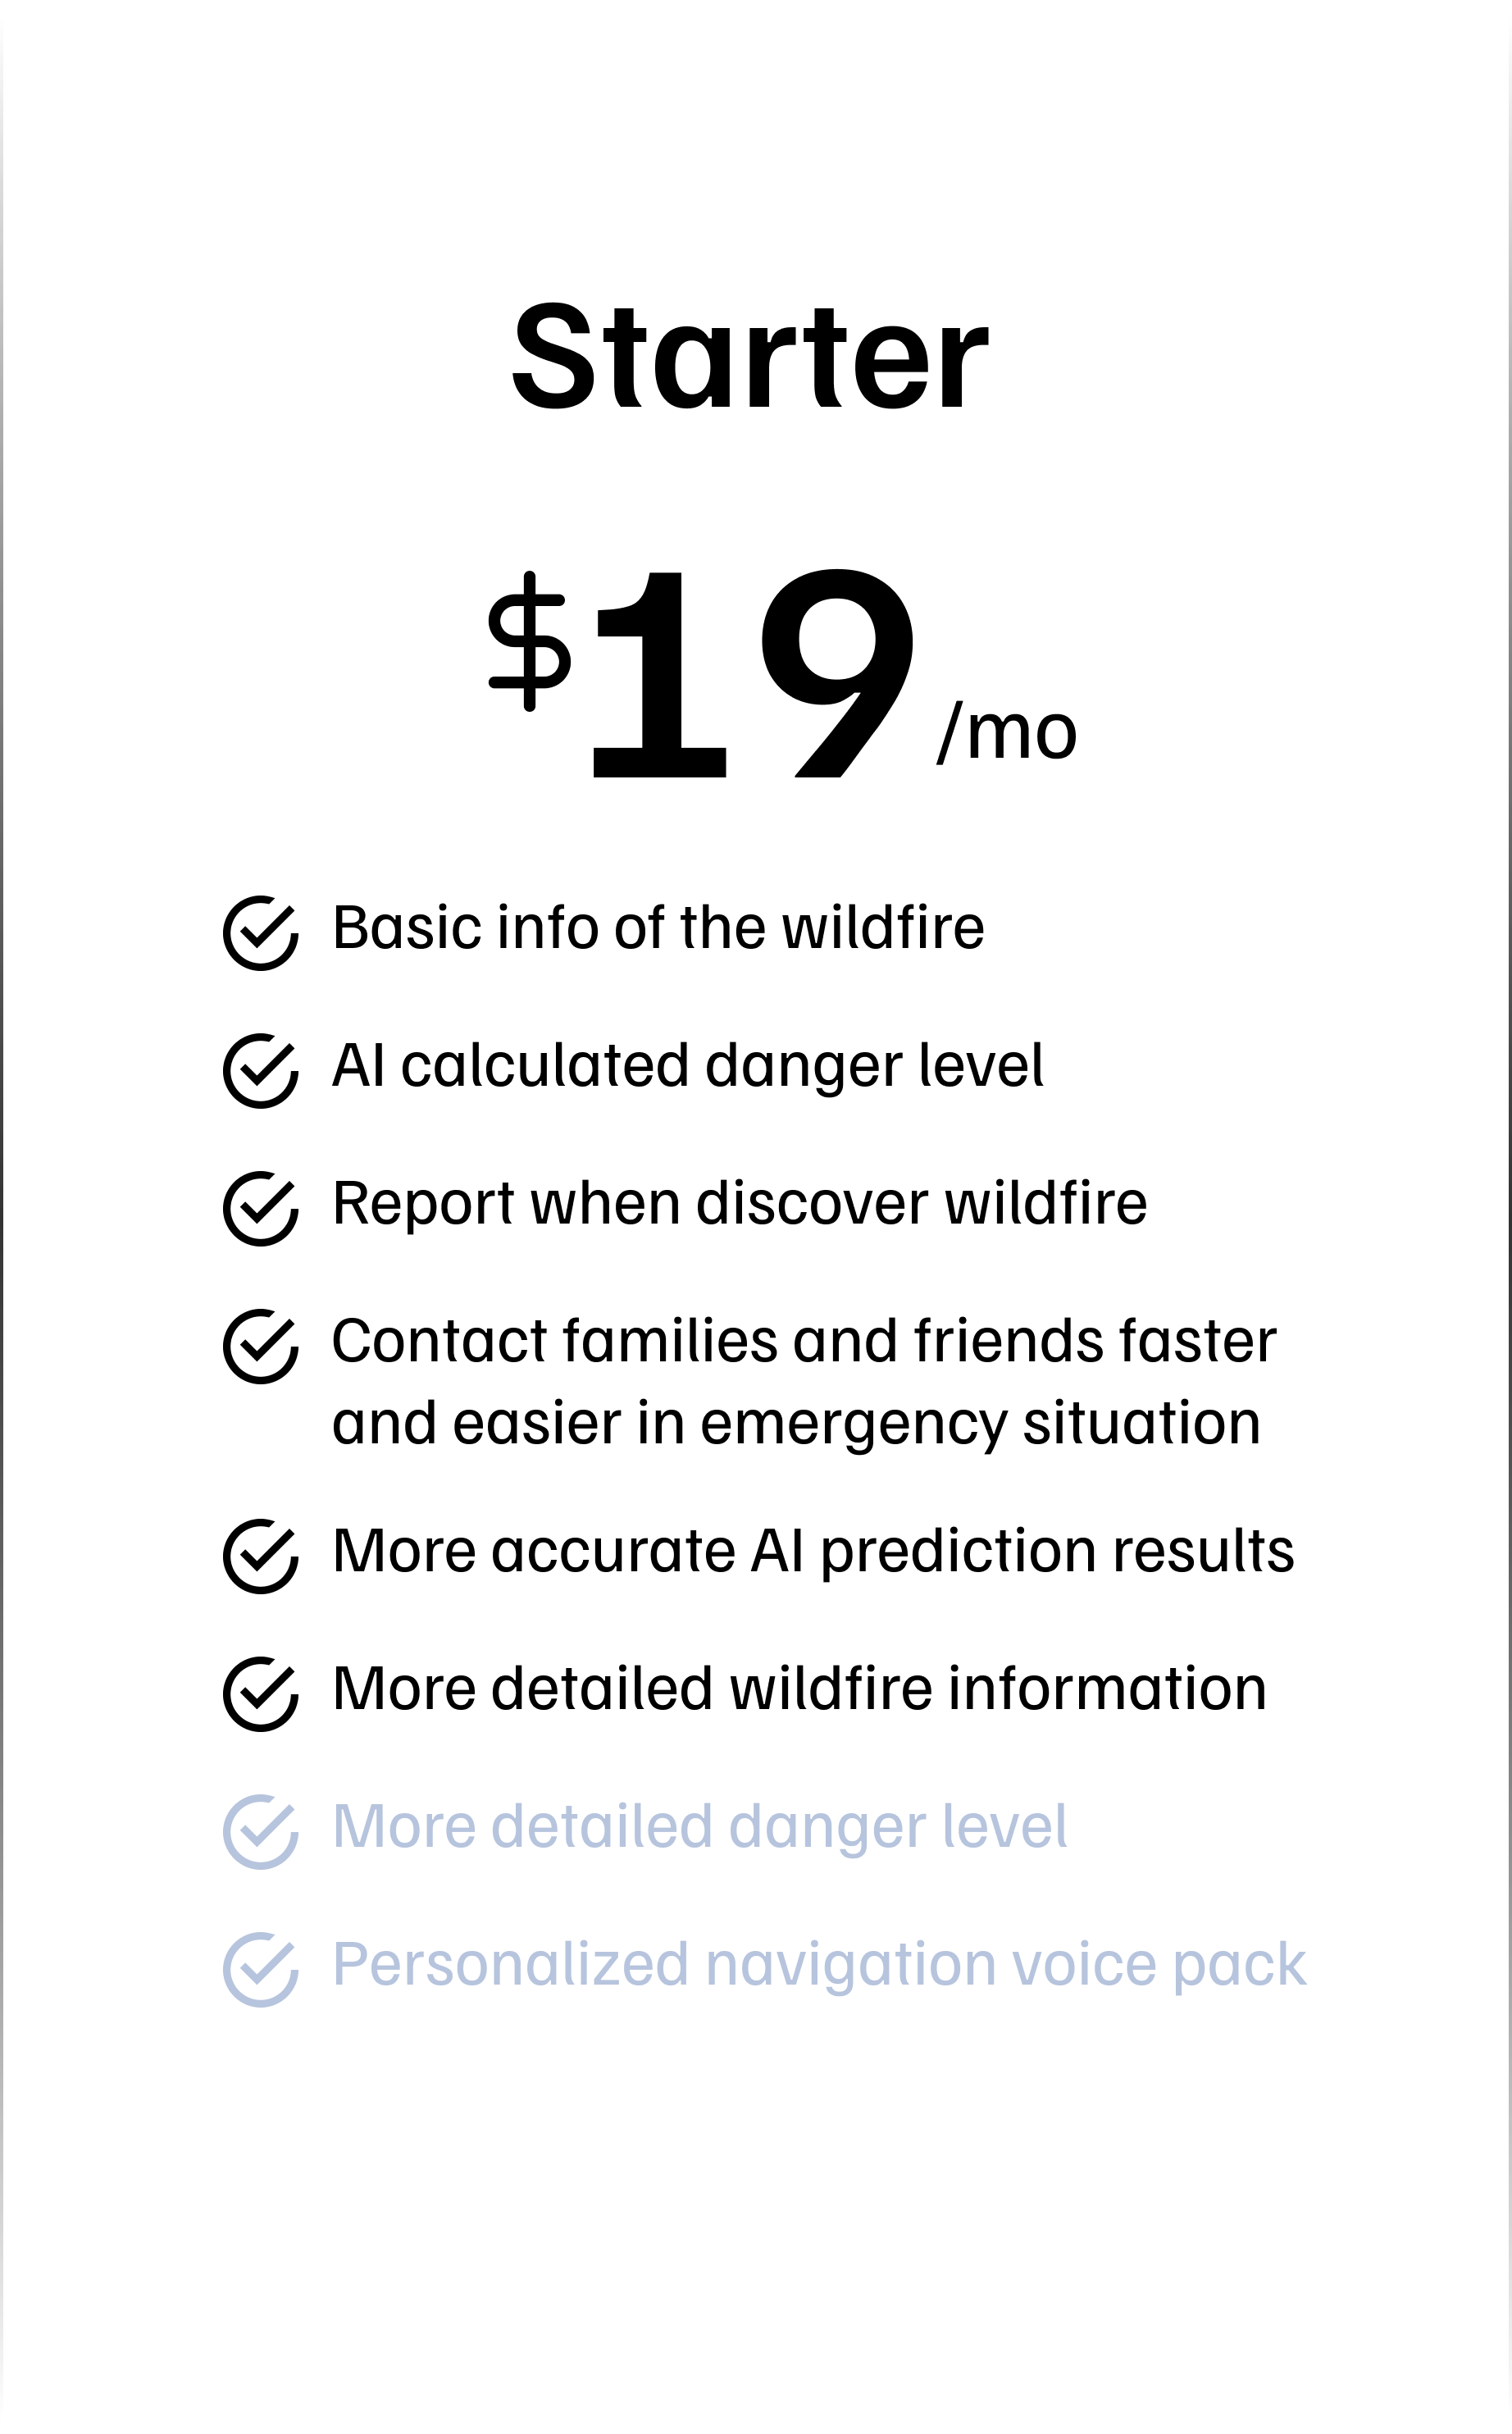 Starter
$19/mo
Basic info of the wildfire
AI calculated danger level
Report when discover wildfire
Contact families and friends faster
and easier in emergency situation
More accurate AI prediction results
More detailed wildfire information
More detailed danger level
Personalized navigation voice pack